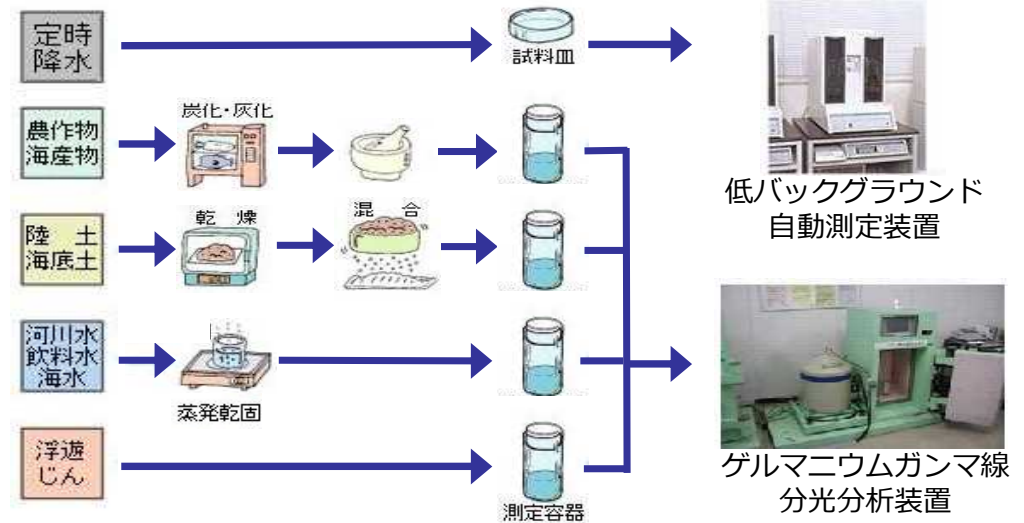 定時
降水
試料皿
低バックグラウンド
自動測定装置
農作物
海産物
炭化・灰化
陸 土
海底土
乾 燥
混 合
河川水
飲料水
海水
蒸発乾固
浮遊
じん
測定容器
ゲルマニウムガンマ線
分光分析装置